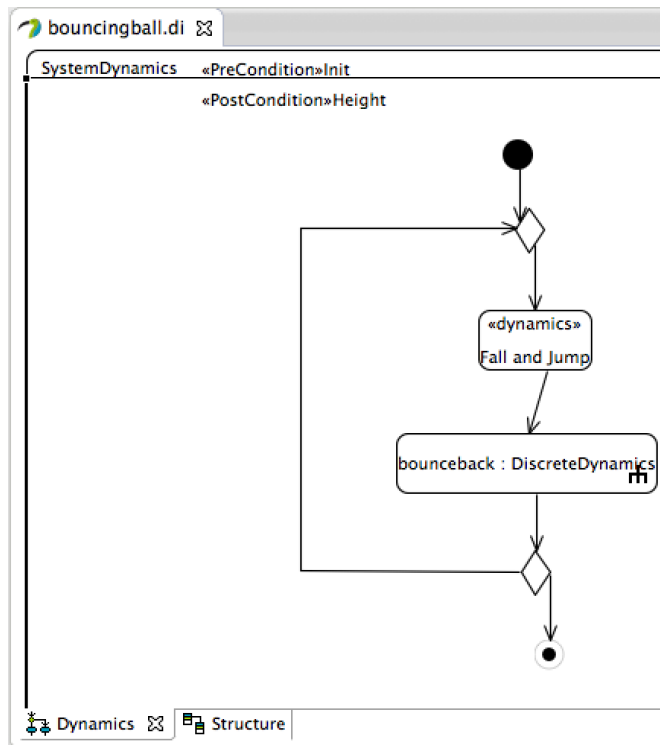 bouncingball.di
SystemDynamics «PreCondition»Init
«PostCondition»Height
«dynamics»
Fall and Jump
bounceback : DiscreteDynamics
Dynamics Structure